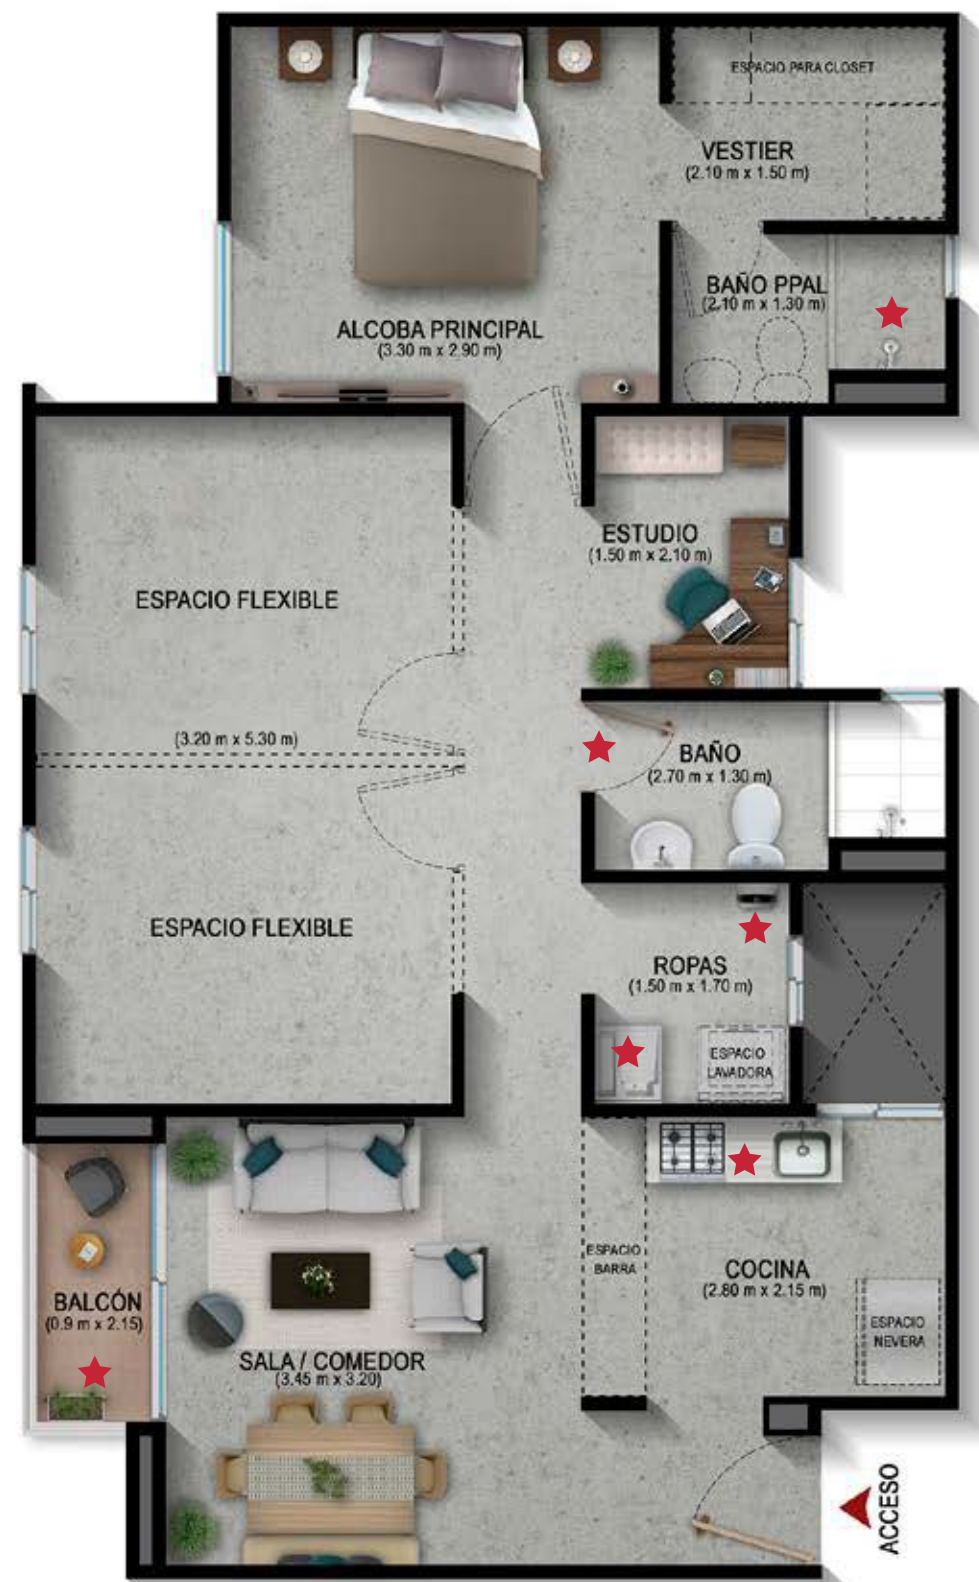 ESPACIO PARA CLOSET
VESTIER
(2.10 m x 1.50 m)
BAÑO PPAL
(2.10 m x 1.30 m)
ALCOBA PRINCIPAL
(3.30 m x 2.90 m)
ESTUDIO
(1.50 m x 2.10 m)
ESPACIO FLEXIBLE
(3.20 m x 5.30 m)
BAÑO
(2.70 m x 1.30 m)
ESPACIO FLEXIBLE
ROPAS
(1.50 m x 1.70 m)
ESPACIO
LAVADORA
ESPACIO
BARRA
COCINA
(2.80 m x 2.15 m)
BALCÓN
(0.9 m x 2.15)
ESPACIO
NEVERA
SALA / COMEDOR
(3.45 m x 3.20)
ACCESO